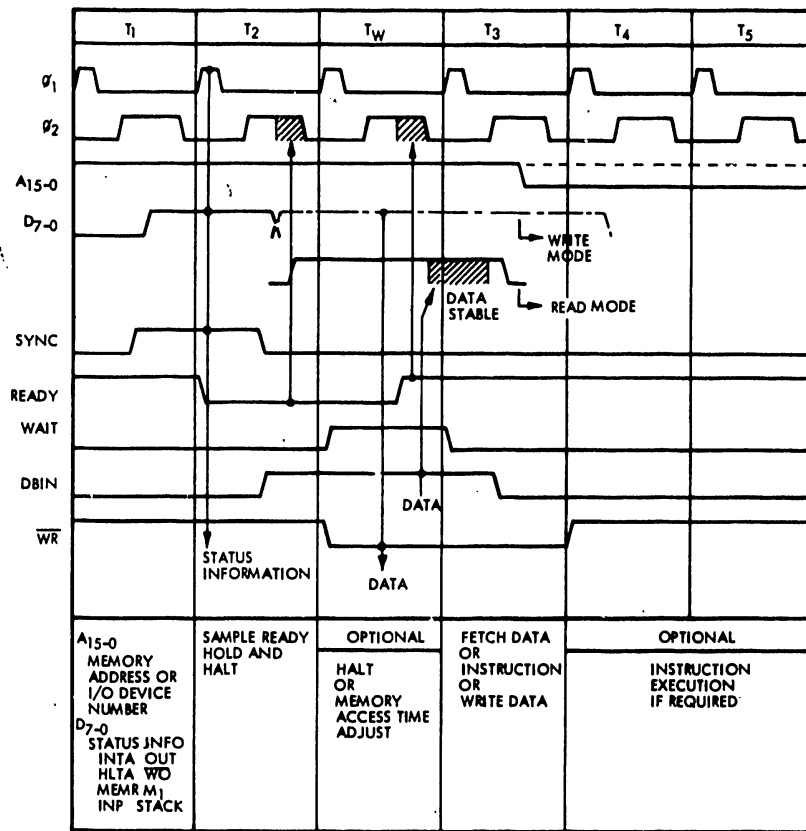 T1 T2 TW T3 T4 T5
ø1
ø2
A15-0
D7-0
WRITE
MODE
DATA
STABLE
READ MODE
SYNC
READY
WAIT
DBIN
DATA
WR
STATUS
INFORMATION
DATA
A15-0
MEMORY
ADDRESS OR
I/O DEVICE
NUMBER
D7-0
STATUS INFO
INTA OUT
HLTA WO
MEMR M1
INP STACK
SAMPLE READY
HOLD AND
HALT
OPTIONAL
HALT
OR
MEMORY
ACCESS TIME
ADJUST
FETCH DATA
OR
INSTRUCTION
OR
WRITE DATA
OPTIONAL
INSTRUCTION
EXECUTION
IF REQUIRED